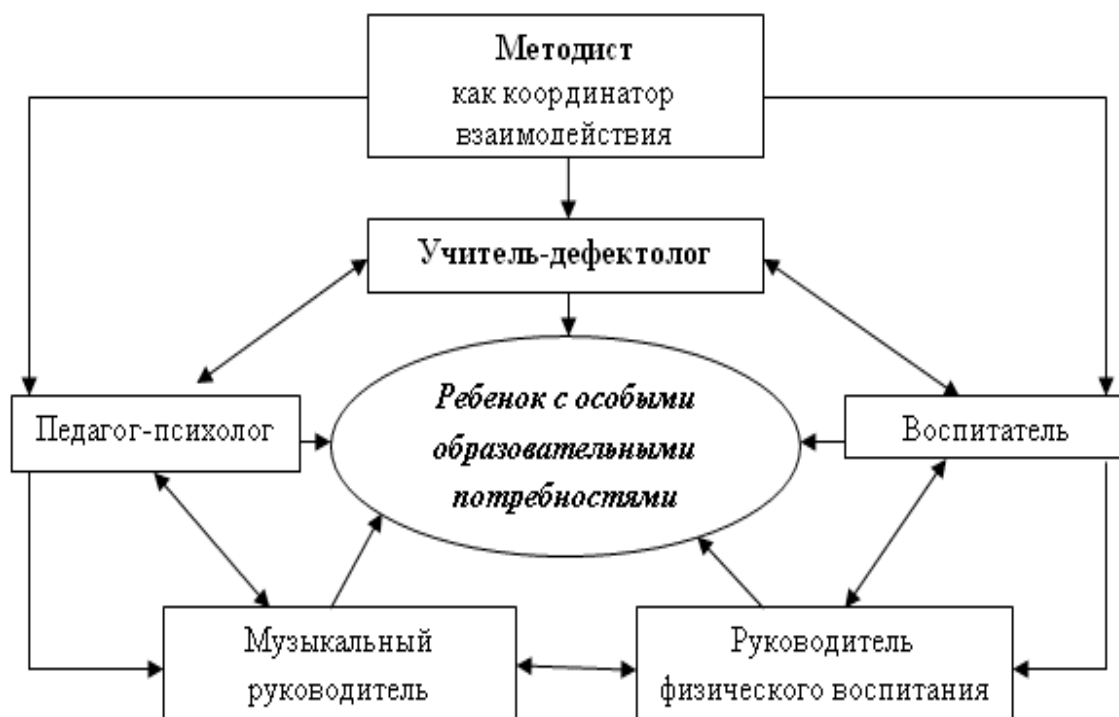 Методист
как координатор
взаимодействия
Учитель-дефектолог
Ребенок с особыми
образовательными
потребностями
Педагог-психолог
Воспитатель
Музыкальный
руководитель
Руководитель
физического воспитания